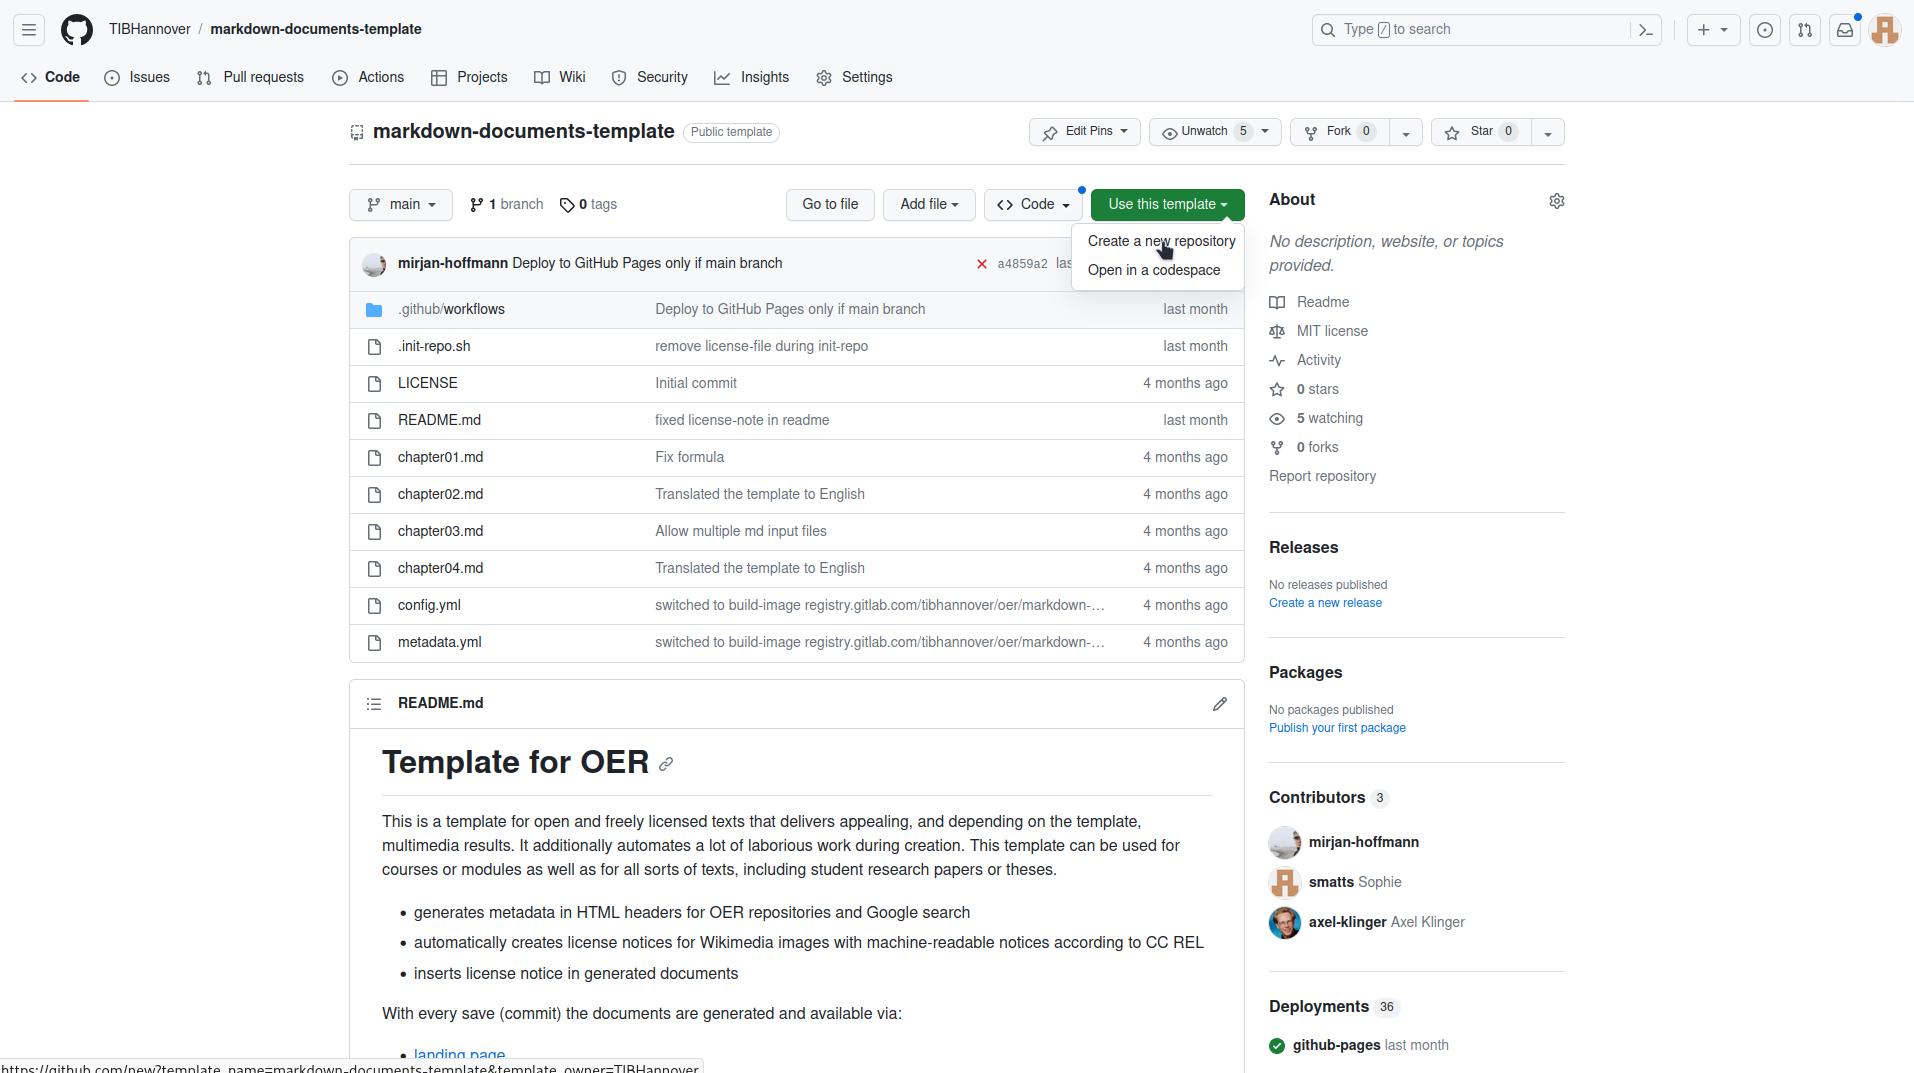 TIBHannover / markdown-documents-template
Type / to search
Code
Issues
Pull requests
Actions
Projects
Wiki
Security
Insights
Settings
markdown-documents-template Public template
Edit Pins
Unwatch 5
Fork 0
Star 0
main
1 branch
0 tags
Go to file
Add file
Code
Use this template
Create a new repository
Open in a codespace
mirjan-hoffmann Deploy to GitHub Pages only if main branch
a4859a2 las
.github/workflows Deploy to GitHub Pages only if main branch last month
.init-repo.sh remove license-file during init-repo last month
LICENSE Initial commit 4 months ago
README.md fixed license-note in readme last month
chapter01.md Fix formula 4 months ago
chapter02.md Translated the template to English 4 months ago
chapter03.md Allow multiple md input files 4 months ago
chapter04.md Translated the template to English 4 months ago
config.yml switched to build-image registry.gitlab.com/tibhannover/oer/markdown-… 4 months ago
metadata.yml switched to build-image registry.gitlab.com/tibhannover/oer/markdown-… 4 months ago
README.md
Template for OER
This is a template for open and freely licensed texts that delivers appealing, and depending on the template,
multimedia results. It additionally automates a lot of laborious work during creation. This template can be used for
courses or modules as well as for all sorts of texts, including student research papers or theses.
• generates metadata in HTML headers for OER repositories and Google search
• automatically creates license notices for Wikimedia images with machine-readable notices according to CC REL
• inserts license notice in generated documents
With every save (commit) the documents are generated and available via:
• landing page
https://github.com/new?template_name=markdown-documents-template&template_owner=TIBHannover
About
No description, website, or topics
provided.
Readme
MIT license
Activity
0 stars
5 watching
0 forks
Report repository
Releases
No releases published
Create a new release
Packages
No packages published
Publish your first package
Contributors 3
mirjan-hoffmann
smatts Sophie
axel-klinger Axel Klinger
Deployments 36
github-pages last month